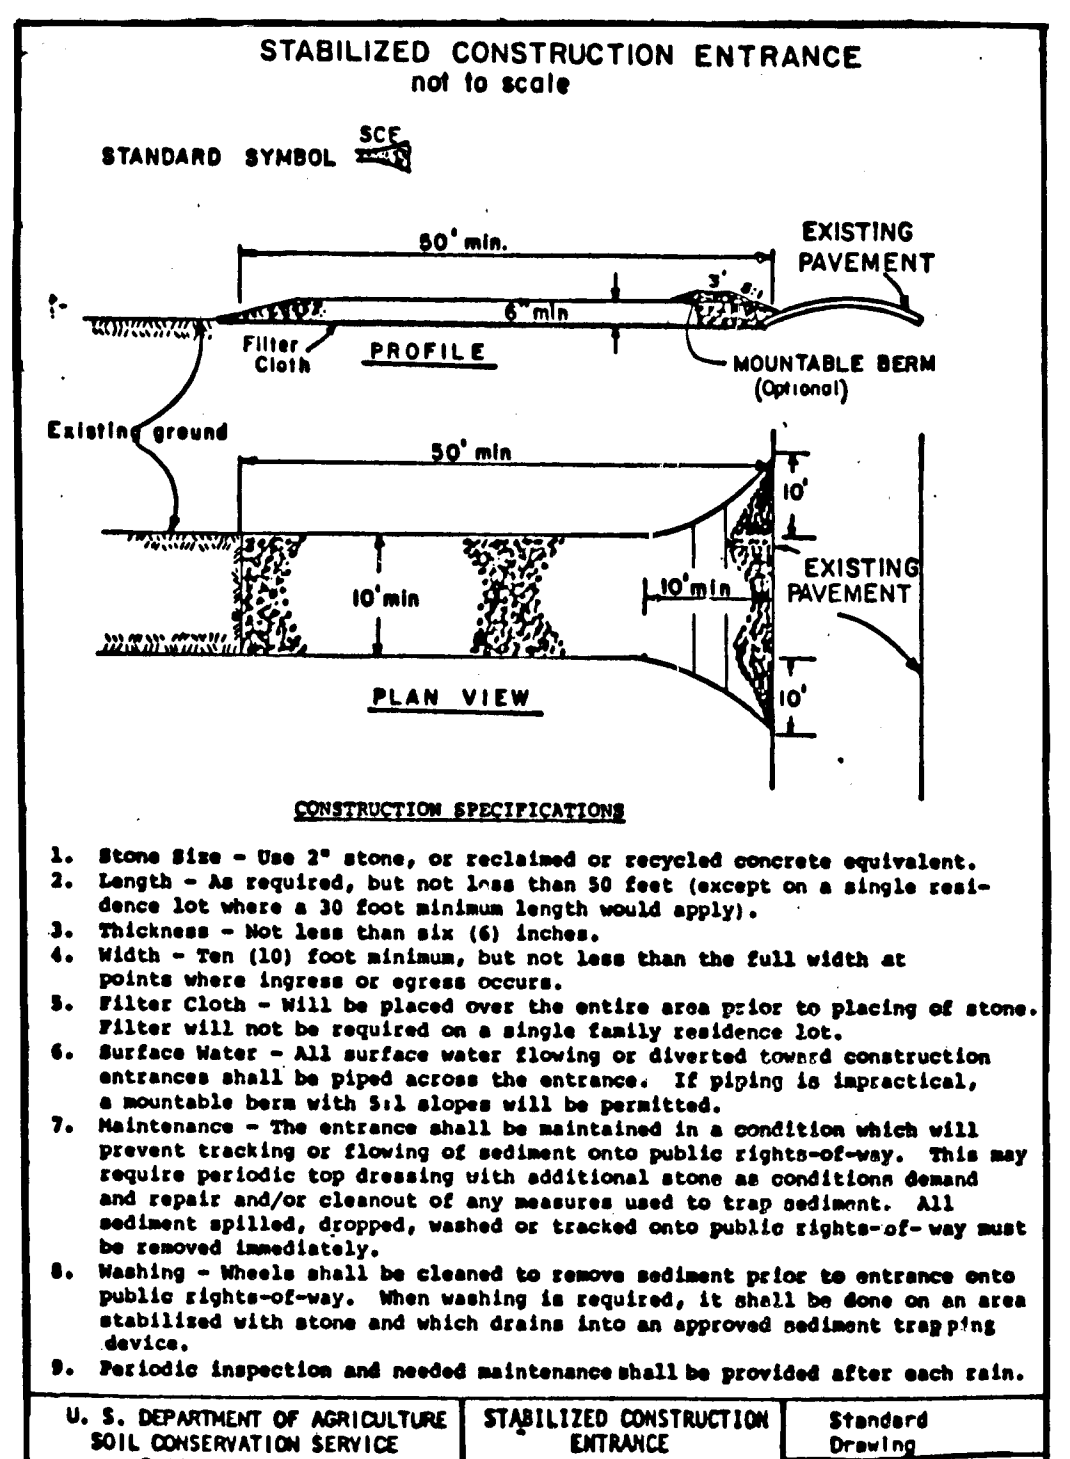 STABILIZED CONSTRUCTION ENTRANCE
not to scale
SCE
STANDARD SYMBOL
50' min.
EXISTING
PAVEMENT
3'
5:1
6" min
Filter
Cloth
PROFILE
MOUNTABLE BERM
(Optional)
Existing ground
50' min
10'
10' min
10' min
EXISTING
PAVEMENT
10'
PLAN VIEW
CONSTRUCTION SPECIFICATIONS
1. Stone Size - Use 2" stone, or reclaimed or recycled concrete equivalent.
2. Length - As required, but not less than 50 feet (except on a single resi-
dence lot where a 30 foot minimum length would apply).
3. Thickness - Not less than six (6) inches.
4. Width - Ten (10) foot minimum, but not less than the full width at
points where ingress or egress occurs.
5. Filter Cloth - Will be placed over the entire area prior to placing of stone.
Filter will not be required on a single family residence lot.
6. Surface Water - All surface water flowing or diverted toward construction
entrances shall be piped across the entrance. If piping is impractical,
a mountable berm with 5:1 slopes will be permitted.
7. Maintenance - The entrance shall be maintained in a condition which will
prevent tracking or flowing of sediment onto public rights-of-way. This may
require periodic top dressing with additional stone as conditions demand
and repair and/or cleanout of any measures used to trap sediment. All
sediment spilled, dropped, washed or tracked onto public rights-of-way must
be removed immediately.
8. Washing - Wheels shall be cleaned to remove sediment prior to entrance onto
public rights-of-way. When washing is required, it shall be done on an area
stabilized with stone and which drains into an approved sediment trapping
device.
9. Periodic inspection and needed maintenance shall be provided after each rain.
U. S. DEPARTMENT OF AGRICULTURE
SOIL CONSERVATION SERVICE
STABILIZED CONSTRUCTION
ENTRANCE
Standard
Drawing